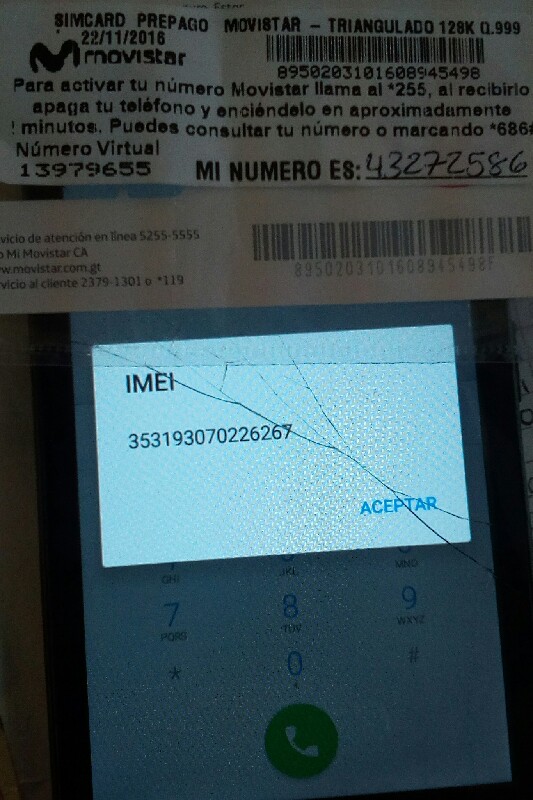 SIMCARD PREPAGO MOVISTAR - TRIANGULADO 128K Q.999
22/11/2016
movistar
8950203101608945498
Para activar tu número Movistar llama al *255, al recibirlo
apaga tu teléfono y enciéndelo en aproximadamente
! minutos. Puedes consultar tu número o marcando *686#
Número Virtual
13979655
MI NUMERO ES: 43272586
vicio de atención en línea 5255-5555
o Mi Movistar CA
w.movistar.com.gt
vicio al cliente 2379-1301 o *119
8950203101608945498F
IMEI
353193070226267
ACEPTAR
GHI JKL MNO
7 8 9
PQRS TUV WXYZ
* 0 #
+